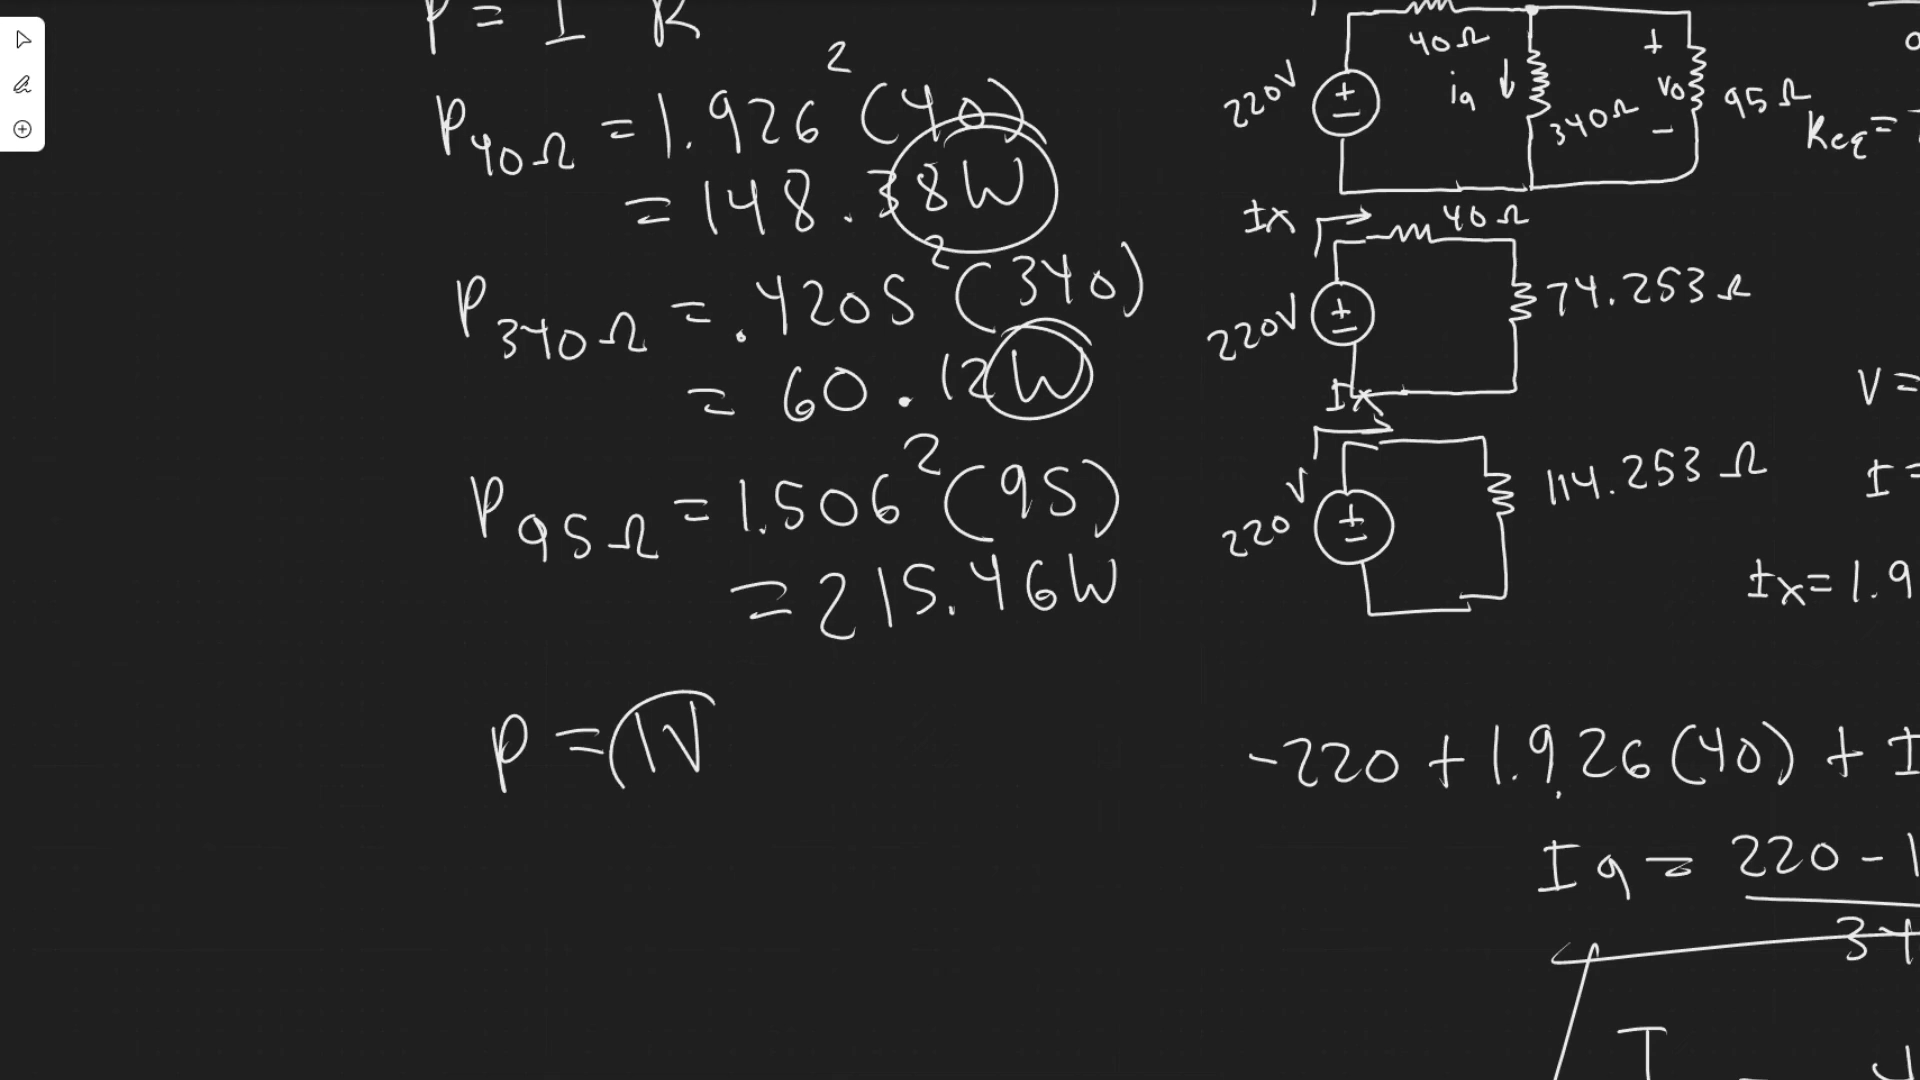 P = I R
P40Ω = 1.926²(40)
= 148.38W
P340Ω = .4205²(340)
= 60.12W
P95Ω = 1.506²(95)
= 215.46W
P = IV
40Ω
220V
+
-
ia
340Ω
+
Vo
-
95Ω
Req =
Ix
40Ω
220V
+
-
74.253Ω
V =
Ix
220V
+
-
114.253Ω
I =
Ix = 1.9
-220 + 1.926(40) + I
Ia = 220 - 1
34